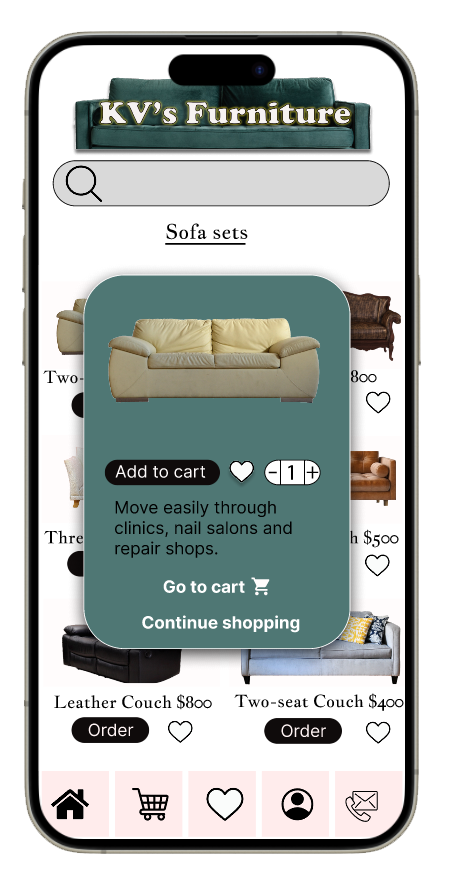 KV's Furniture
Sofa sets
Two-
800
Add to cart
1
Move easily through
clinics, nail salons and
repair shops.
Thre
h $500
Go to cart
Continue shopping
Leather Couch $800
Two-seat Couch $400
Order
Order